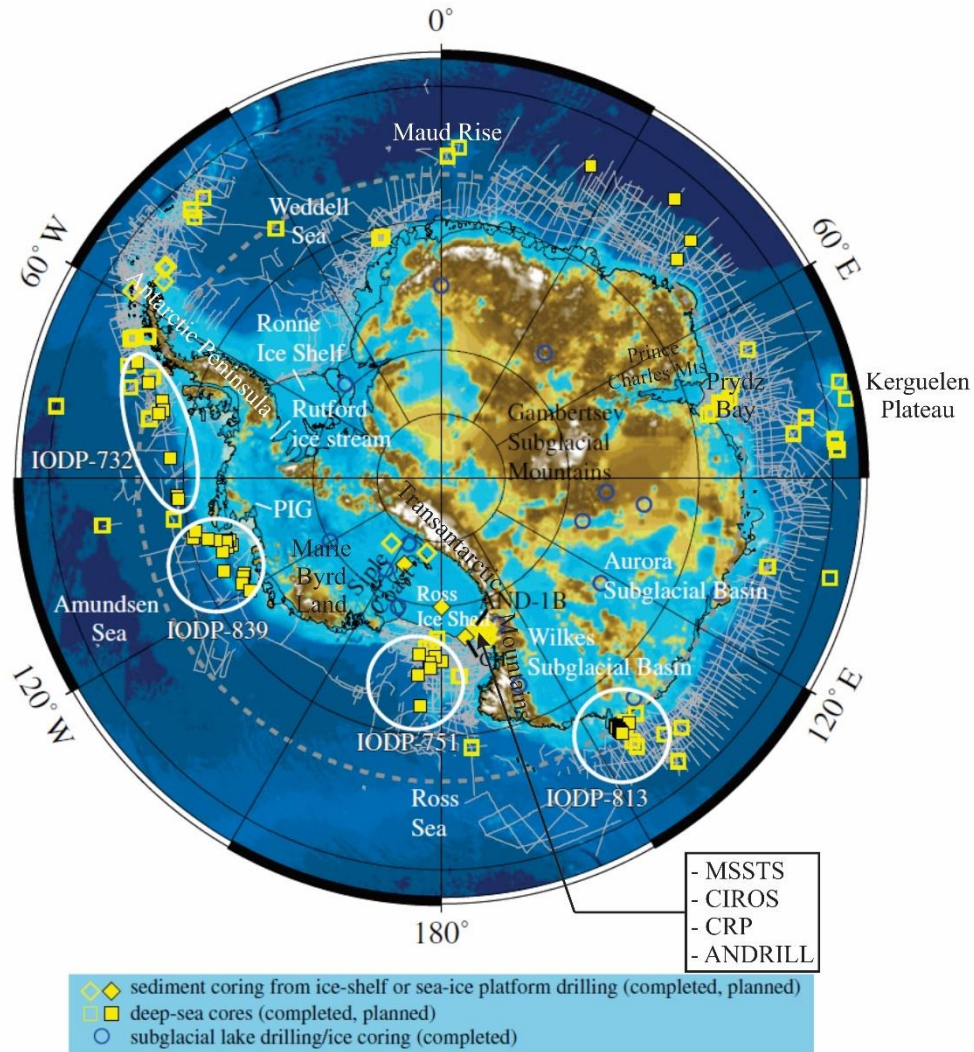 0°
Maud Rise
Weddell
Sea
60° W
60° E
Antarctic Peninsula
Ronne
Ice Shelf
Prince
Charles Mts
Prydz
Bay
Kerguelen
Plateau
Rutford
ice stream
Gambertsev
Subglacial
Mountains
IODP-732
PIG
Transantarctic
Mountains
Marie
Byrd
Land
Siple
Coast
Aurora
Subglacial Basin
Ross
Ice Shelf
AND-1B
Amundsen
Sea
IODP-839
Wilkes
Subglacial Basin
120° W
120° E
IODP-751
IODP-813
Ross
Sea
- MSSTS
- CIROS
- CRP
- ANDRILL
180°
sediment coring from ice-shelf or sea-ice platform drilling (completed, planned)
deep-sea cores (completed, planned)
subglacial lake drilling/ice coring (completed)